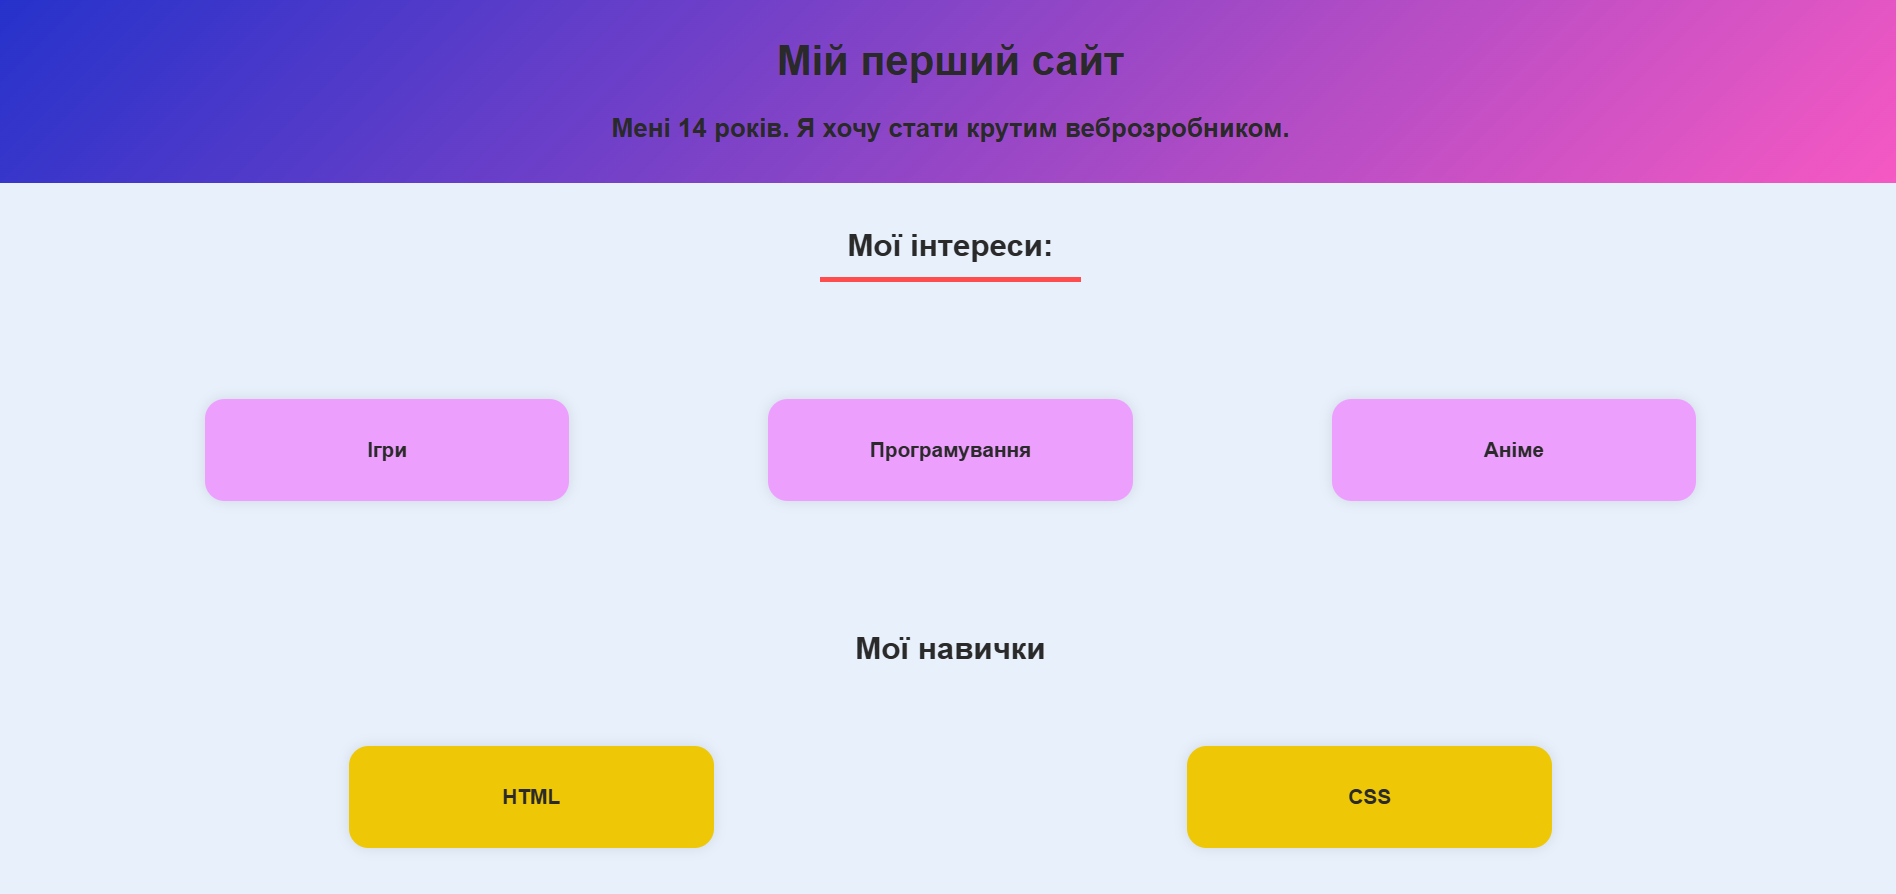 Мій перший сайт
Мені 14 років. Я хочу стати крутим веброзробником.
Мої інтереси:
Ігри
Програмування
Аніме
Мої навички
HTML
CSS